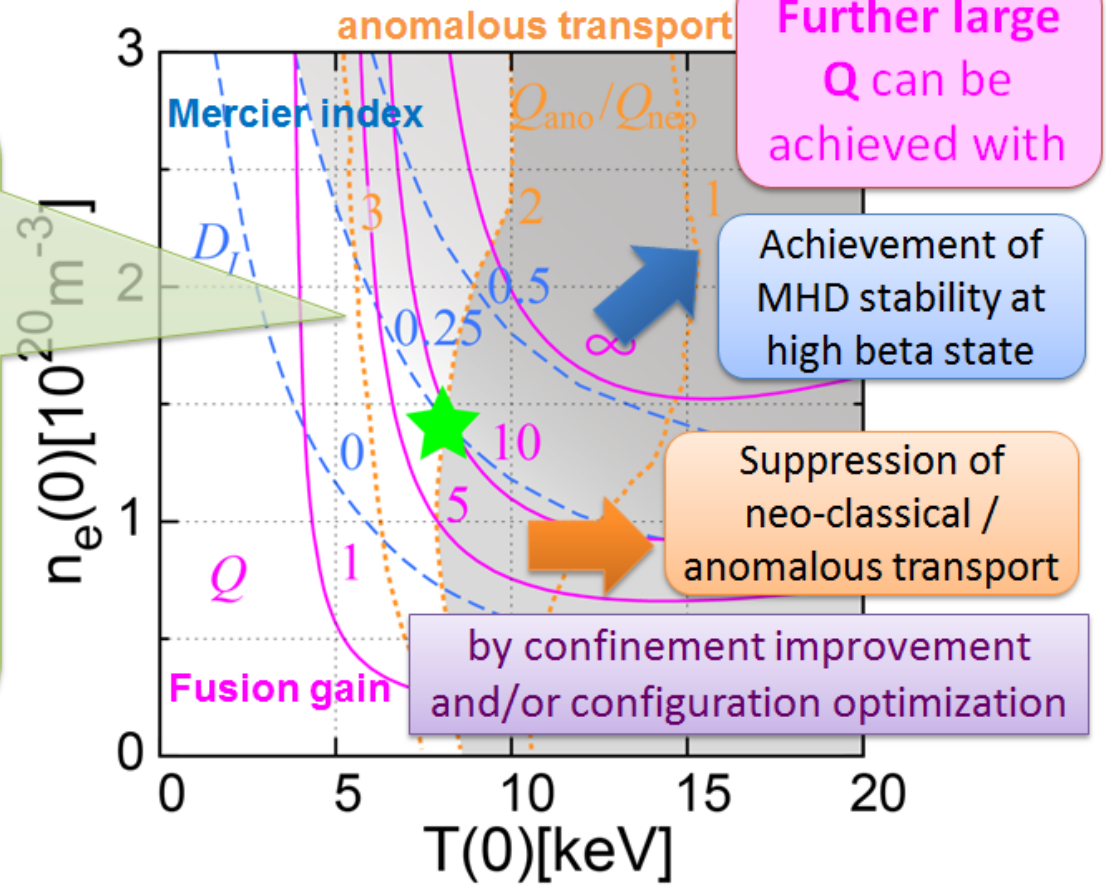 anomalous transport
Further large
Q can be
achieved with
3
Mercier index
Q_ano/Q_neo
3
2
1
D_I
Achievement of
MHD stability at
high beta state
2
0.5
0.25
∞
n_e(0)[10^20 m^-3]
0
10
5
Suppression of
neo-classical /
anomalous transport
1
1
Q
by confinement improvement
and/or configuration optimization
Fusion gain
0
0
5
10
15
20
T(0)[keV]